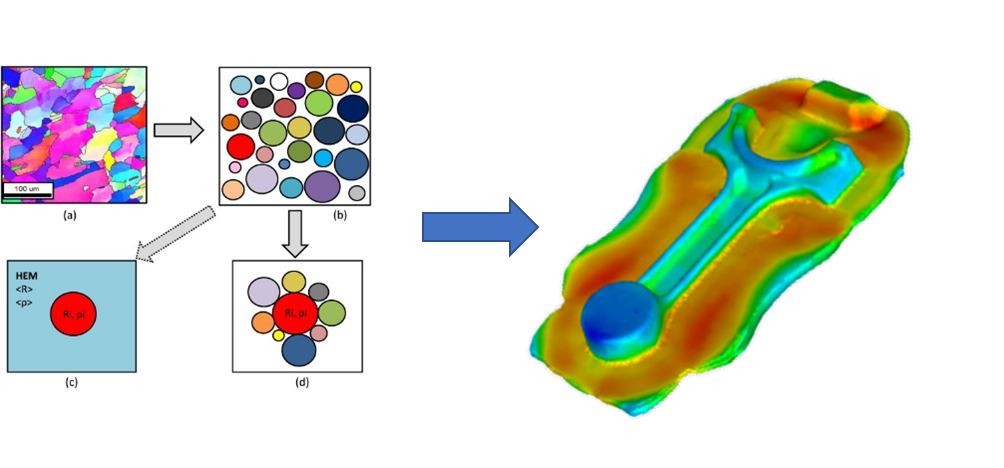 100 um
(a)
(b)
HEM
<R>
<ρ>
Ri, ρi
(c)
Ri, ρi
(d)